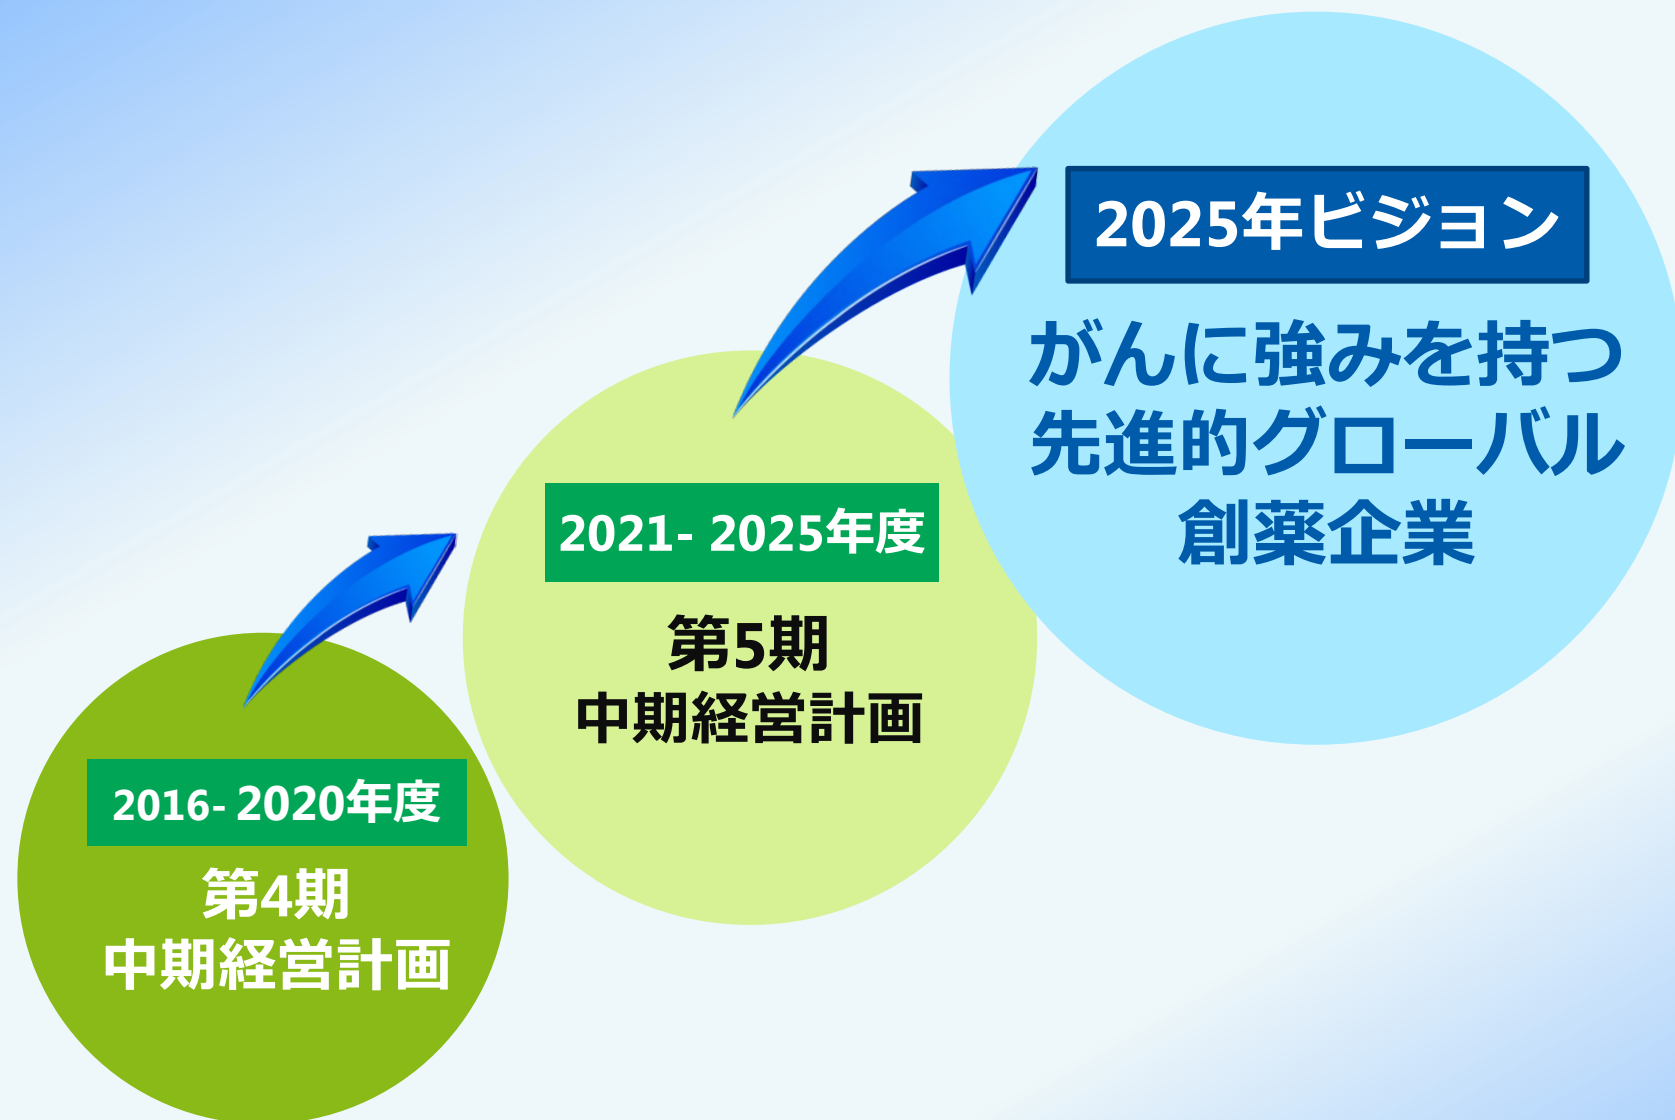 2025年ビジョン
がんに強みを持つ
先進的グローバル
創薬企業
2021- 2025年度
第5期
中期経営計画
2016- 2020年度
第4期
中期経営計画